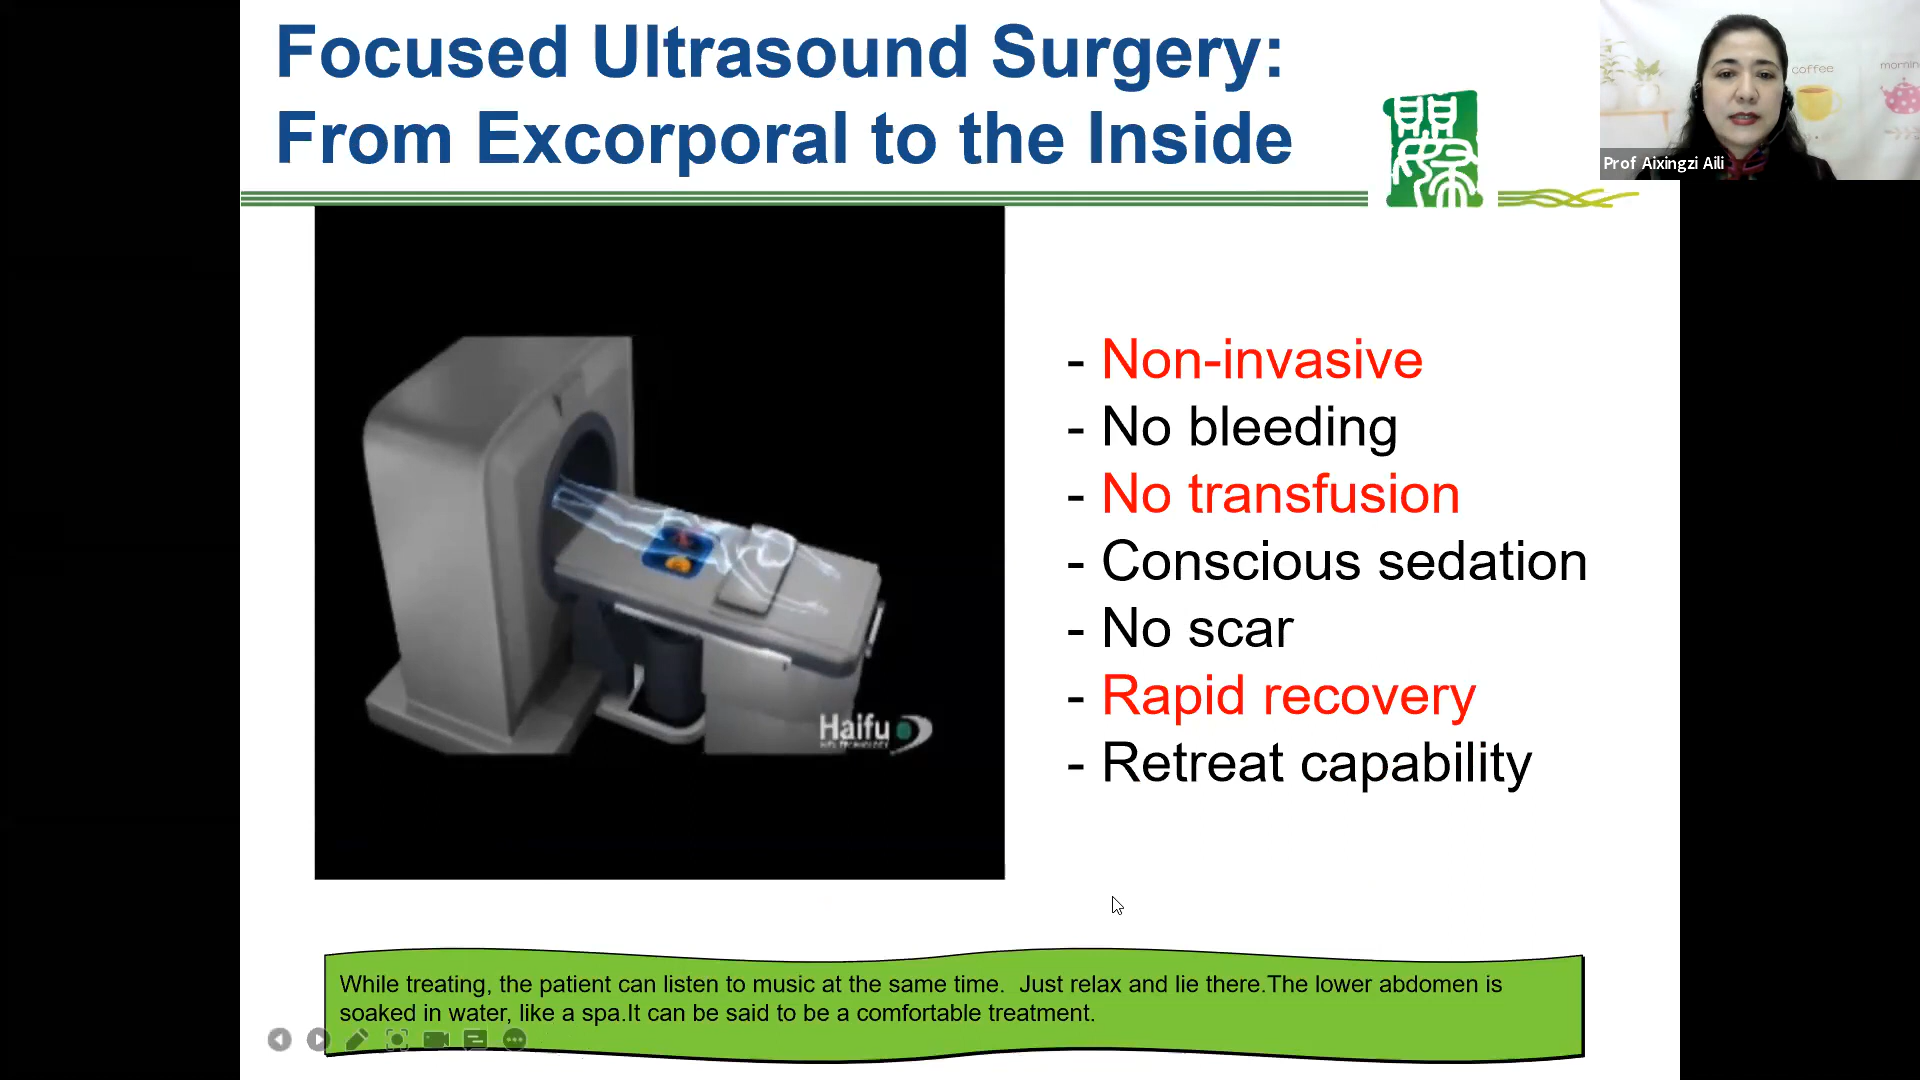 Focused Ultrasound Surgery:
From Excorporal to the Inside
coffee
Prof Aixingzi Aili
- Non-invasive
- No bleeding
- No transfusion
- Conscious sedation
- No scar
- Rapid recovery
- Retreat capability
Haifu
While treating, the patient can listen to music at the same time.  Just relax and lie there.The lower abdomen is
soaked in water, like a spa.It can be said to be a comfortable treatment.